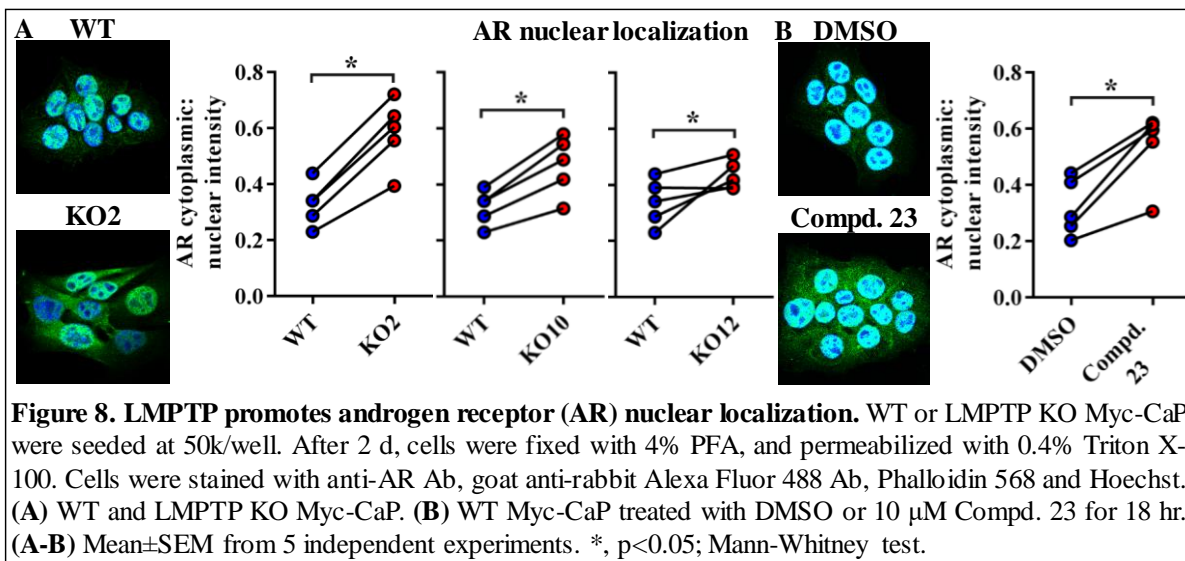 A WT AR nuclear localization B DMSO
KO2 Compd. 23
AR cytoplasmic:
nuclear intensity
0.8
0.6
0.4
0.2
0.0
*
WT KO2
*
WT KO10
*
WT KO12
AR cytoplasmic:
nuclear intensity
0.8
0.6
0.4
0.2
0.0
*
DMSO Compd.
23
Figure 8. LMPTP promotes androgen receptor (AR) nuclear localization. WT or LMPTP KO Myc-CaP
were seeded at 50k/well. After 2 d, cells were fixed with 4% PFA, and permeabilized with 0.4% Triton X-
100. Cells were stained with anti-AR Ab, goat anti-rabbit Alexa Fluor 488 Ab, Phalloidin 568 and Hoechst.
(A) WT and LMPTP KO Myc-CaP. (B) WT Myc-CaP treated with DMSO or 10 μM Compd. 23 for 18 hr.
(A-B) Mean±SEM from 5 independent experiments. *, p<0.05; Mann-Whitney test.